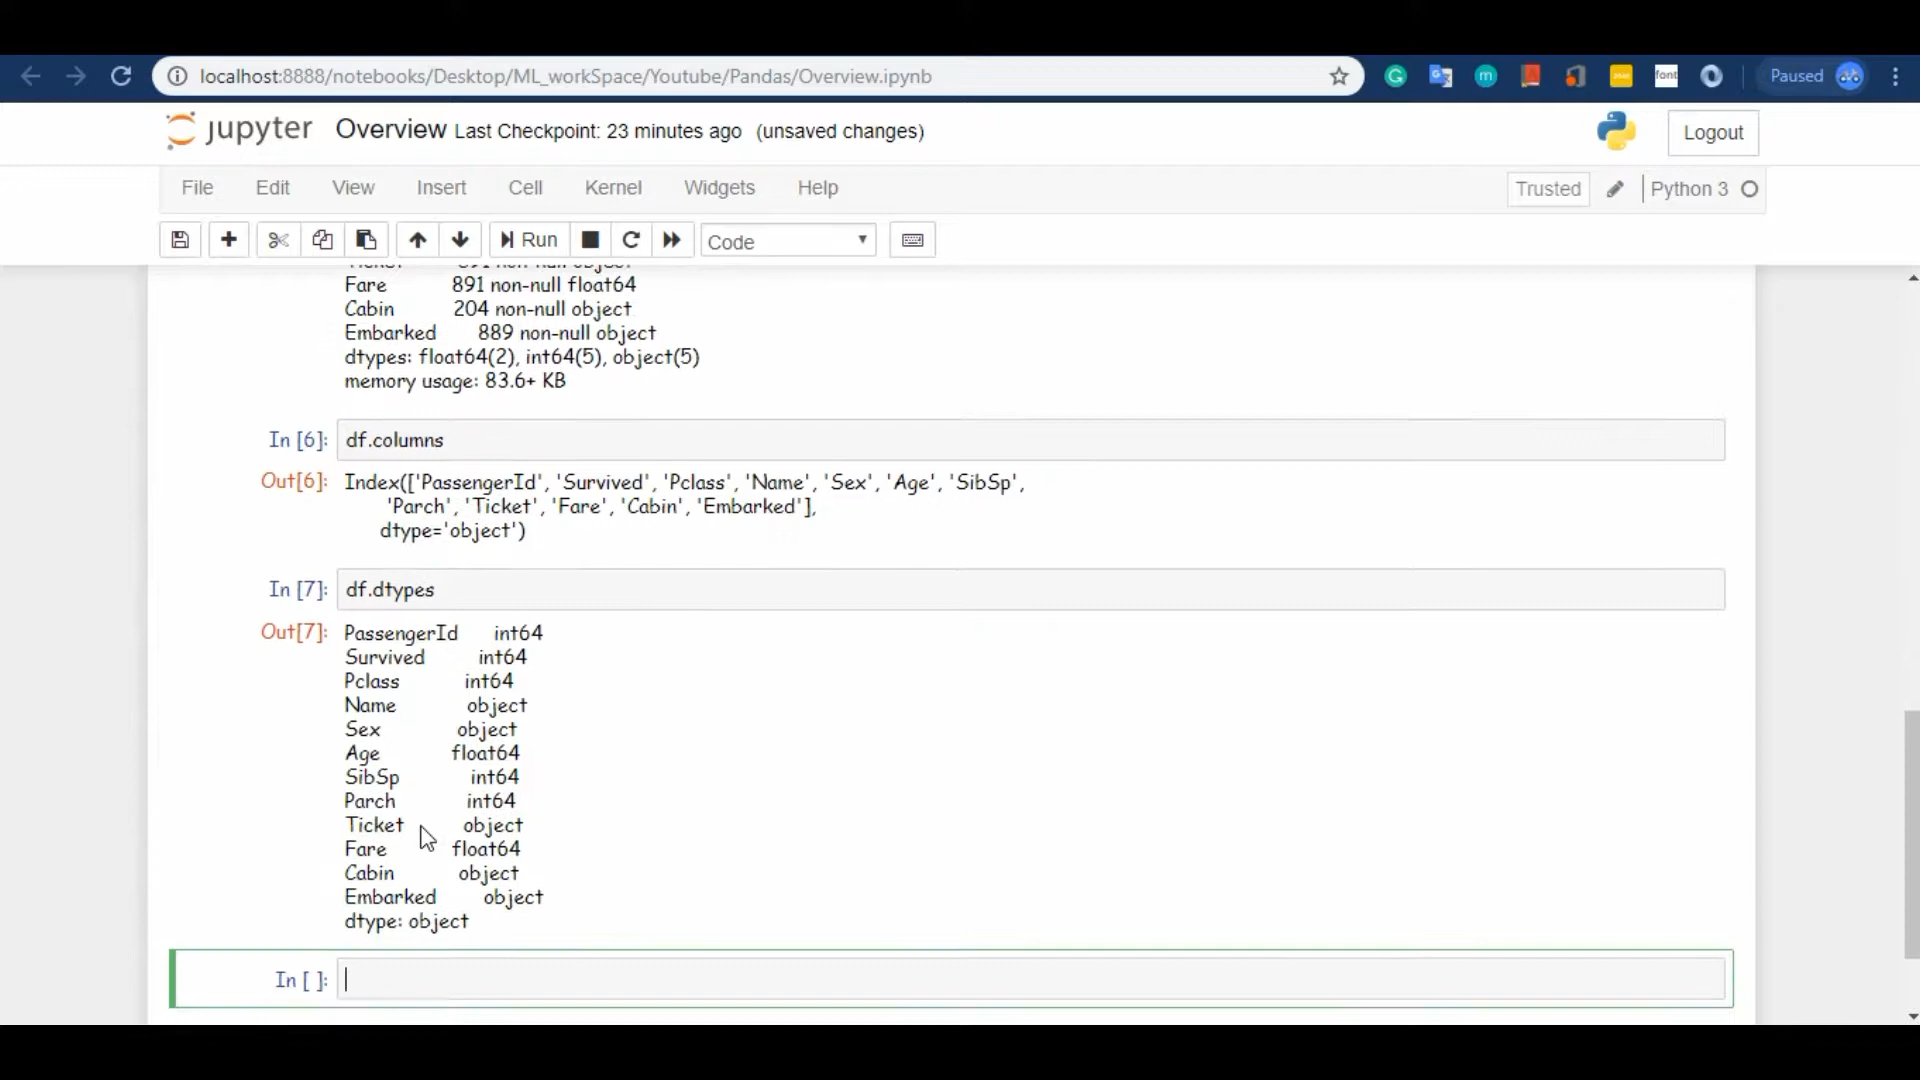 localhost:8888/notebooks/Desktop/ML_workSpace/Youtube/Pandas/Overview.ipynb
font
Paused
jupyter Overview Last Checkpoint: 23 minutes ago (unsaved changes)
Logout
File Edit View Insert Cell Kernel Widgets Help
Trusted Python 3
Run Code
Ticket 891 non-null object
Fare 891 non-null float64
Cabin 204 non-null object
Embarked 889 non-null object
dtypes: float64(2), int64(5), object(5)
memory usage: 83.6+ KB
In [6]: df.columns
Out[6]: Index(['PassengerId', 'Survived', 'Pclass', 'Name', 'Sex', 'Age', 'SibSp',
'Parch', 'Ticket', 'Fare', 'Cabin', 'Embarked'],
dtype='object')
In [7]: df.dtypes
Out[7]: PassengerId int64
Survived int64
Pclass int64
Name object
Sex object
Age float64
SibSp int64
Parch int64
Ticket object
Fare float64
Cabin object
Embarked object
dtype: object
In [ ]: